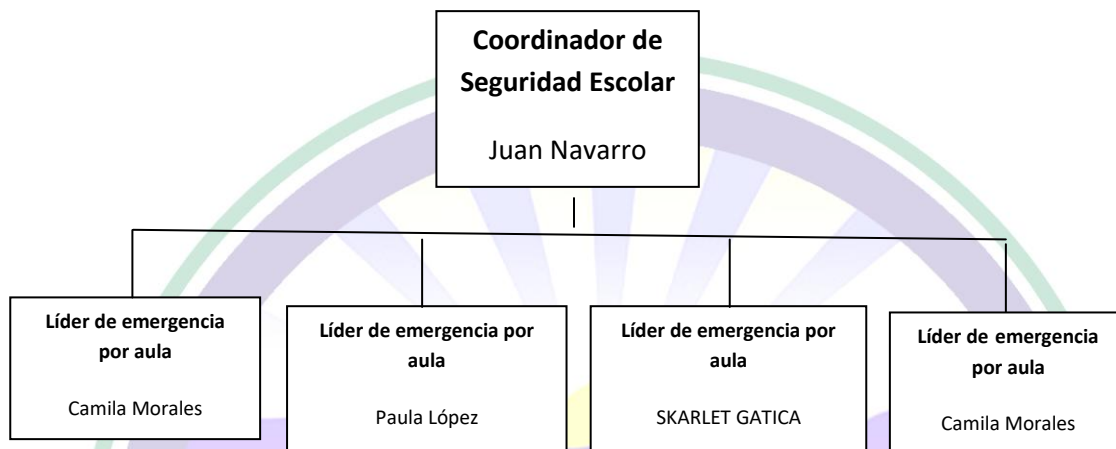 Coordinador de
Seguridad Escolar
Juan Navarro
Líder de emergencia
por aula
Camila Morales
Líder de emergencia por
aula
Paula López
Líder de emergencia por
aula
SKARLET GATICA
Líder de emergencia
por aula
Camila Morales